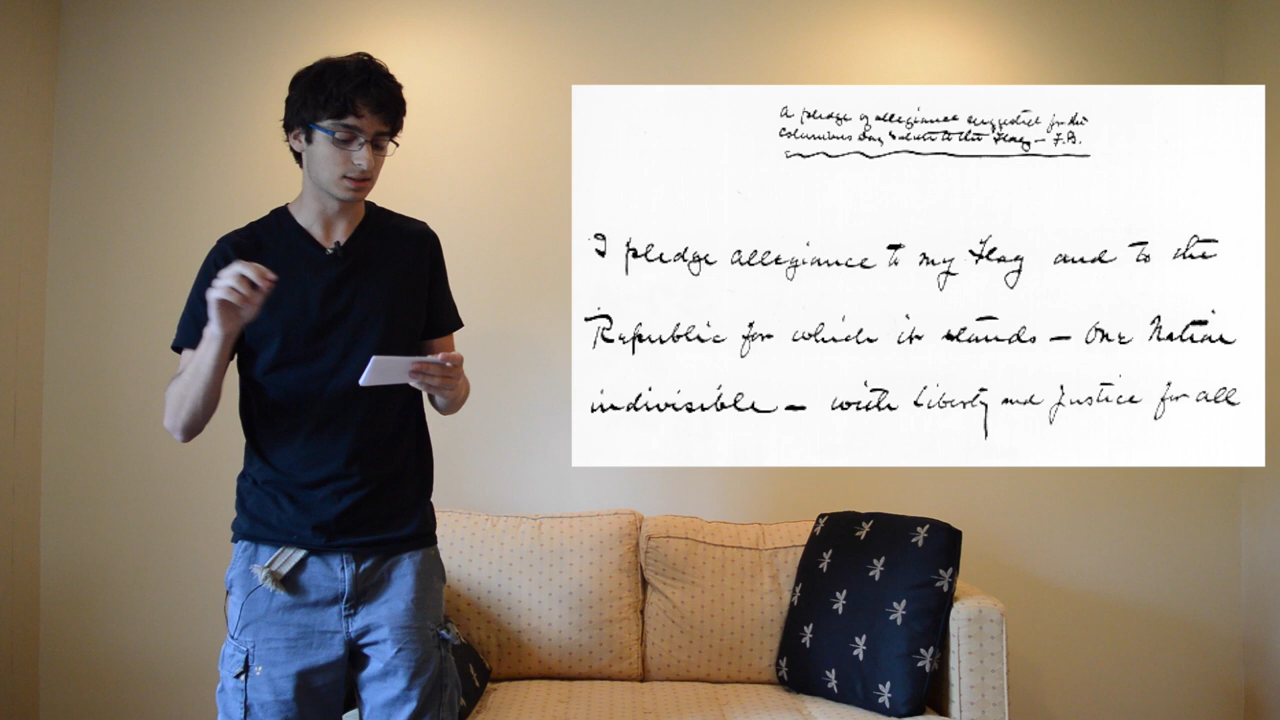 A pledge of allegiance suggested for the
Columbus Day salute to the Flag — F.B.
I pledge allegiance to my Flag and to the
Republic for which it stands — one Nation
indivisible — with Liberty and Justice for all